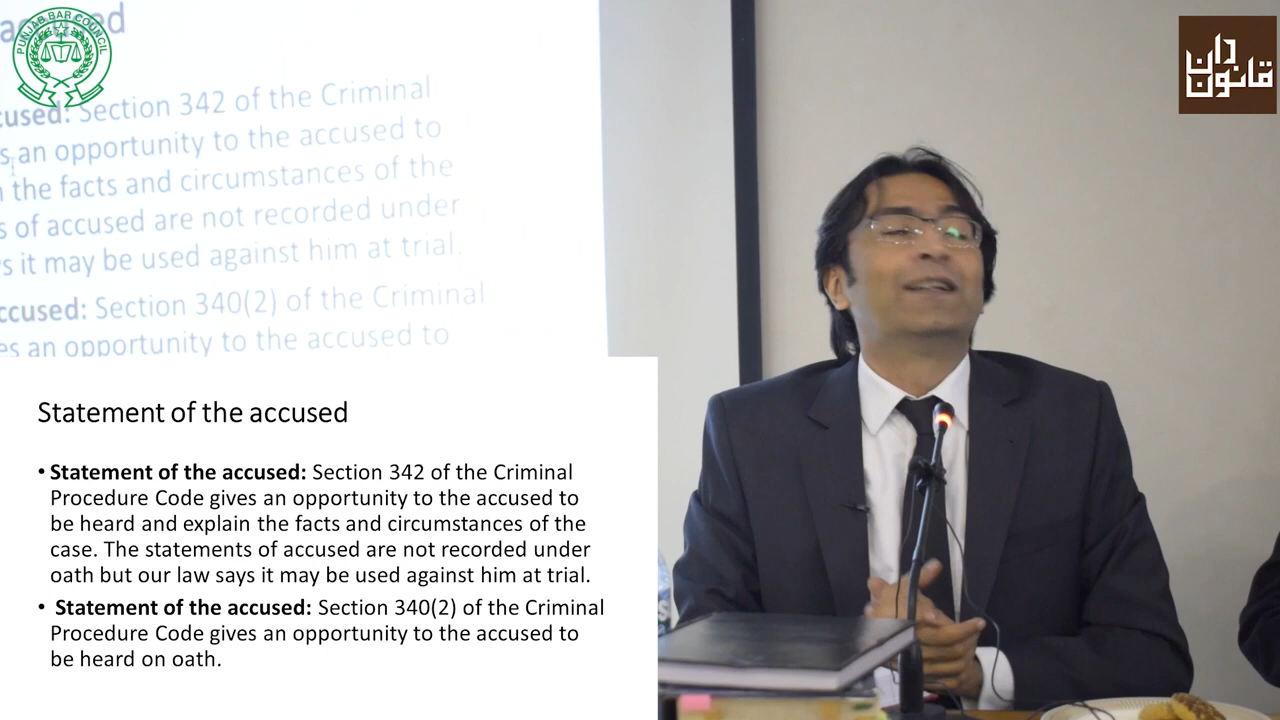 PUNJAB BAR COUNCIL
قانون دان
cused: Section 342 of the Criminal
s an opportunity to the accused to
the facts and circumstances of the
s of accused are not recorded under
s it may be used against him at trial.
ccused: Section 340(2) of the Criminal
es an opportunity to the accused to
Statement of the accused
• Statement of the accused: Section 342 of the Criminal
Procedure Code gives an opportunity to the accused to
be heard and explain the facts and circumstances of the
case. The statements of accused are not recorded under
oath but our law says it may be used against him at trial.
• Statement of the accused: Section 340(2) of the Criminal
Procedure Code gives an opportunity to the accused to
be heard on oath.